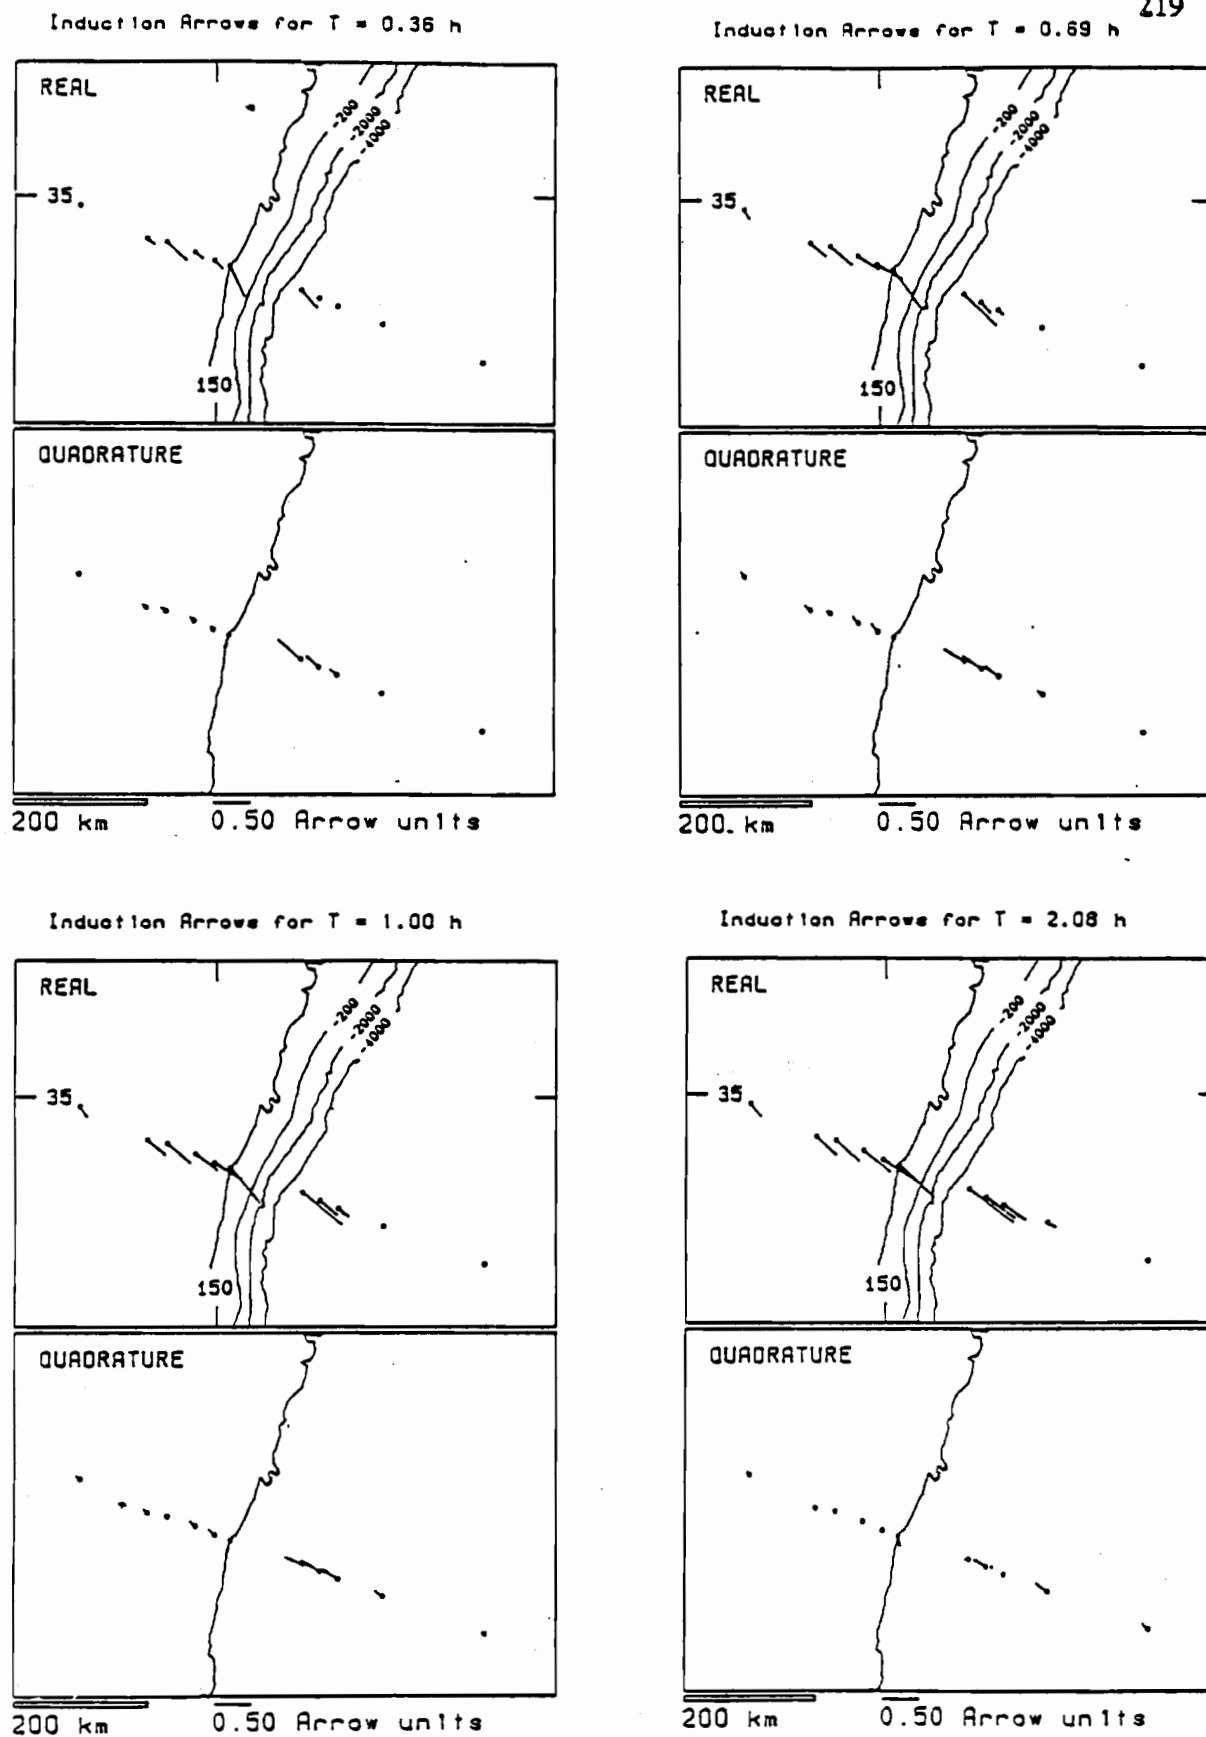 219
Induction Arrows for T = 0.36 h
REAL
-200
-2000
-4000
35
150
QUADRATURE
200 km
0.50 Arrow units
Induction Arrows for T = 0.69 h
REAL
-200
-2000
-4000
35
150
QUADRATURE
200 km
0.50 Arrow units
Induction Arrows for T = 1.00 h
REAL
-200
-2000
-4000
35
150
QUADRATURE
200 km
0.50 Arrow units
Induction Arrows for T = 2.08 h
REAL
-200
-2000
-4000
35
150
QUADRATURE
200 km
0.50 Arrow units